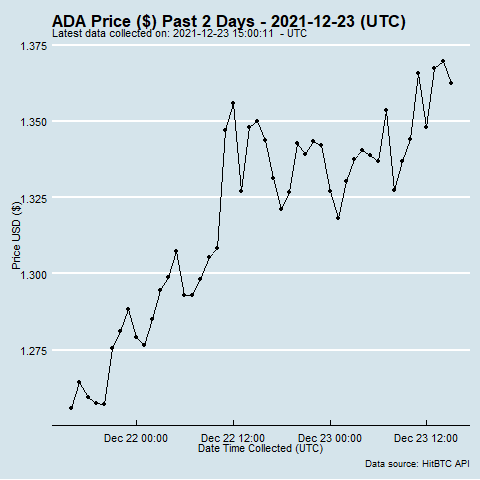 ADA Price ($) Past 2 Days - 2021-12-23 (UTC)
Latest data collected on: 2021-12-23 15:00:11 - UTC
1.375
1.350
1.325
1.300
1.275
Price USD ($)
Dec 22 00:00
Dec 22 12:00
Dec 23 00:00
Dec 23 12:00
Date Time Collected (UTC)
Data source: HitBTC API